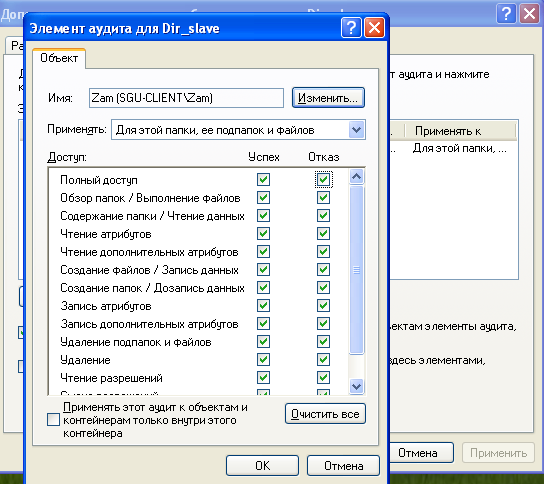 Элемент аудита для Dir_slave
Объект
Имя: Zam (SGU-CLIENT\Zam) Изменить...
Применять: Для этой папки, ее подпапок и файлов
Доступ: Успех Отказ
Полный доступ
Обзор папок / Выполнение файлов
Содержание папки / Чтение данных
Чтение атрибутов
Чтение дополнительных атрибутов
Создание файлов / Запись данных
Создание папок / Дозапись данных
Запись атрибутов
Запись дополнительных атрибутов
Удаление подпапок и файлов
Удаление
Чтение разрешений
Применять этот аудит к объектам и
контейнерам только внутри этого
контейнера
Очистить все
OK Отмена
т аудита и нажмите
Применять к
Для этой папки, ...
ъектам элементы аудита,
здесь элементами,
Отмена Применить